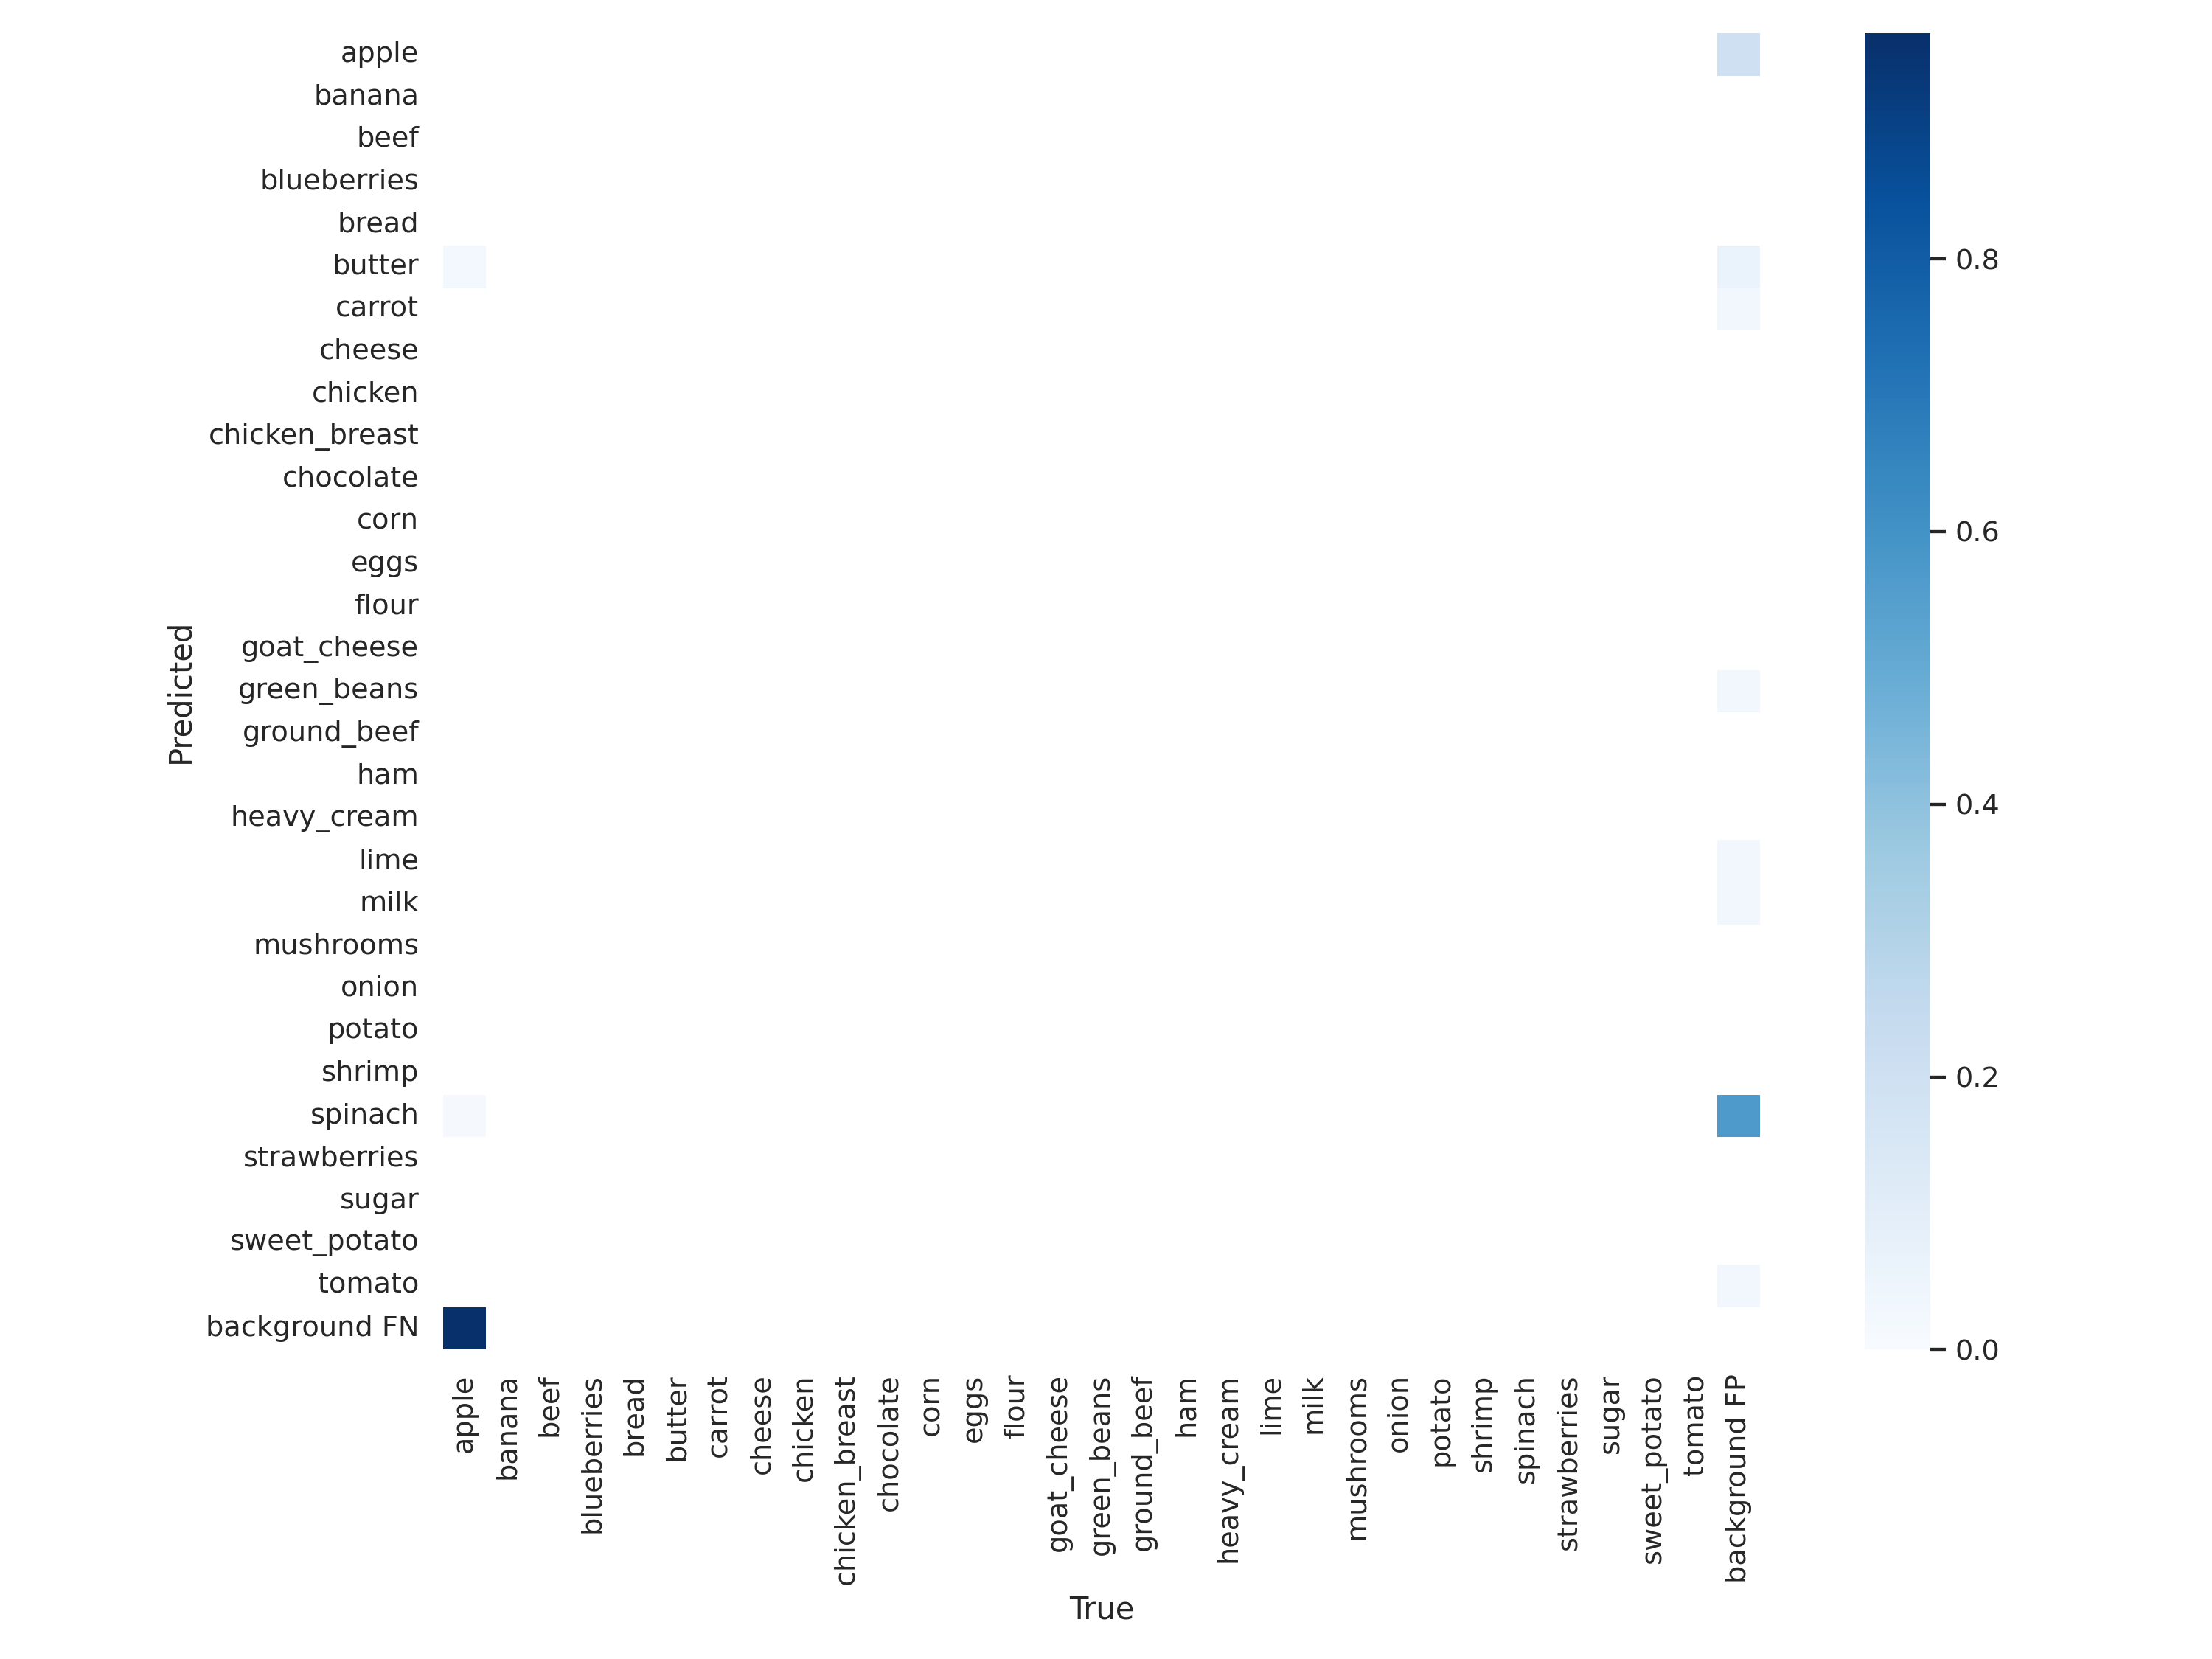 apple
banana
beef
blueberries
bread
butter
carrot
cheese
chicken
chicken_breast
chocolate
corn
eggs
flour
goat_cheese
green_beans
ground_beef
ham
heavy_cream
lime
milk
mushrooms
onion
potato
shrimp
spinach
strawberries
sugar
sweet_potato
tomato
background FN
Predicted
apple
banana
beef
blueberries
bread
butter
carrot
cheese
chicken
chicken_breast
chocolate
corn
eggs
flour
goat_cheese
green_beans
ground_beef
ham
heavy_cream
lime
milk
mushrooms
onion
potato
shrimp
spinach
strawberries
sugar
sweet_potato
tomato
background FP
True
0.8
0.6
0.4
0.2
0.0